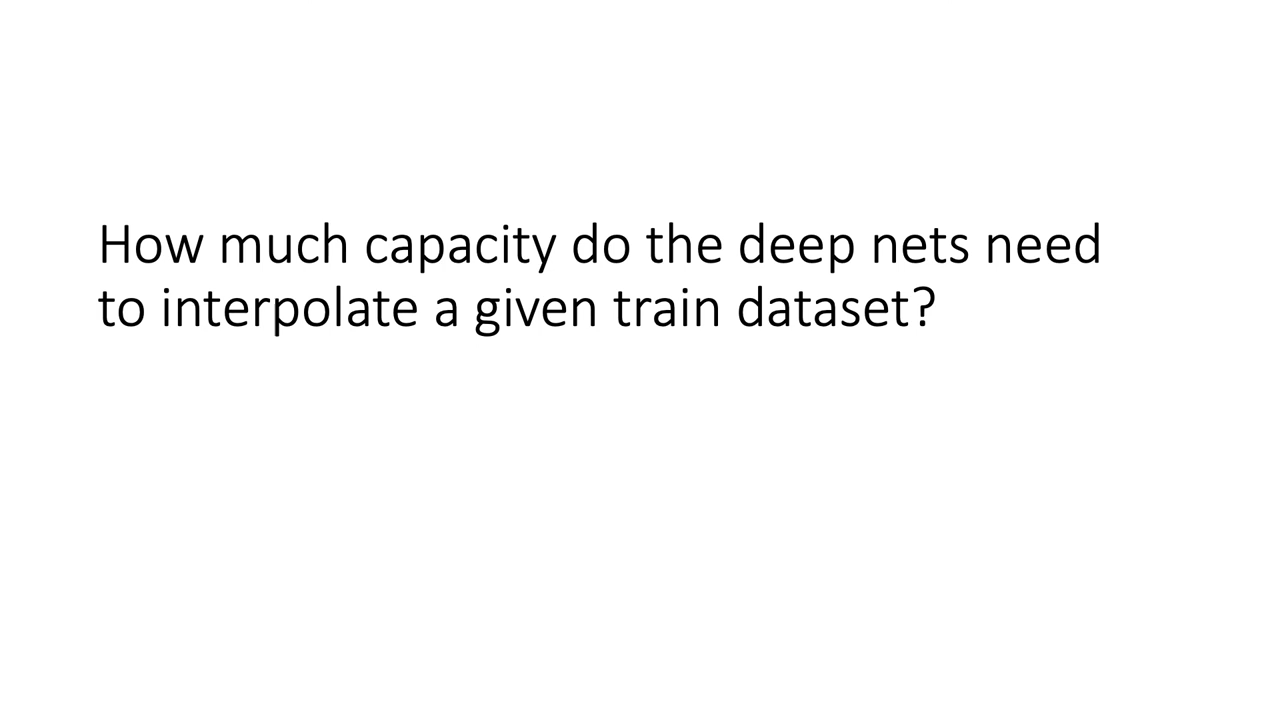 How much capacity do the deep nets need
to interpolate a given train dataset?